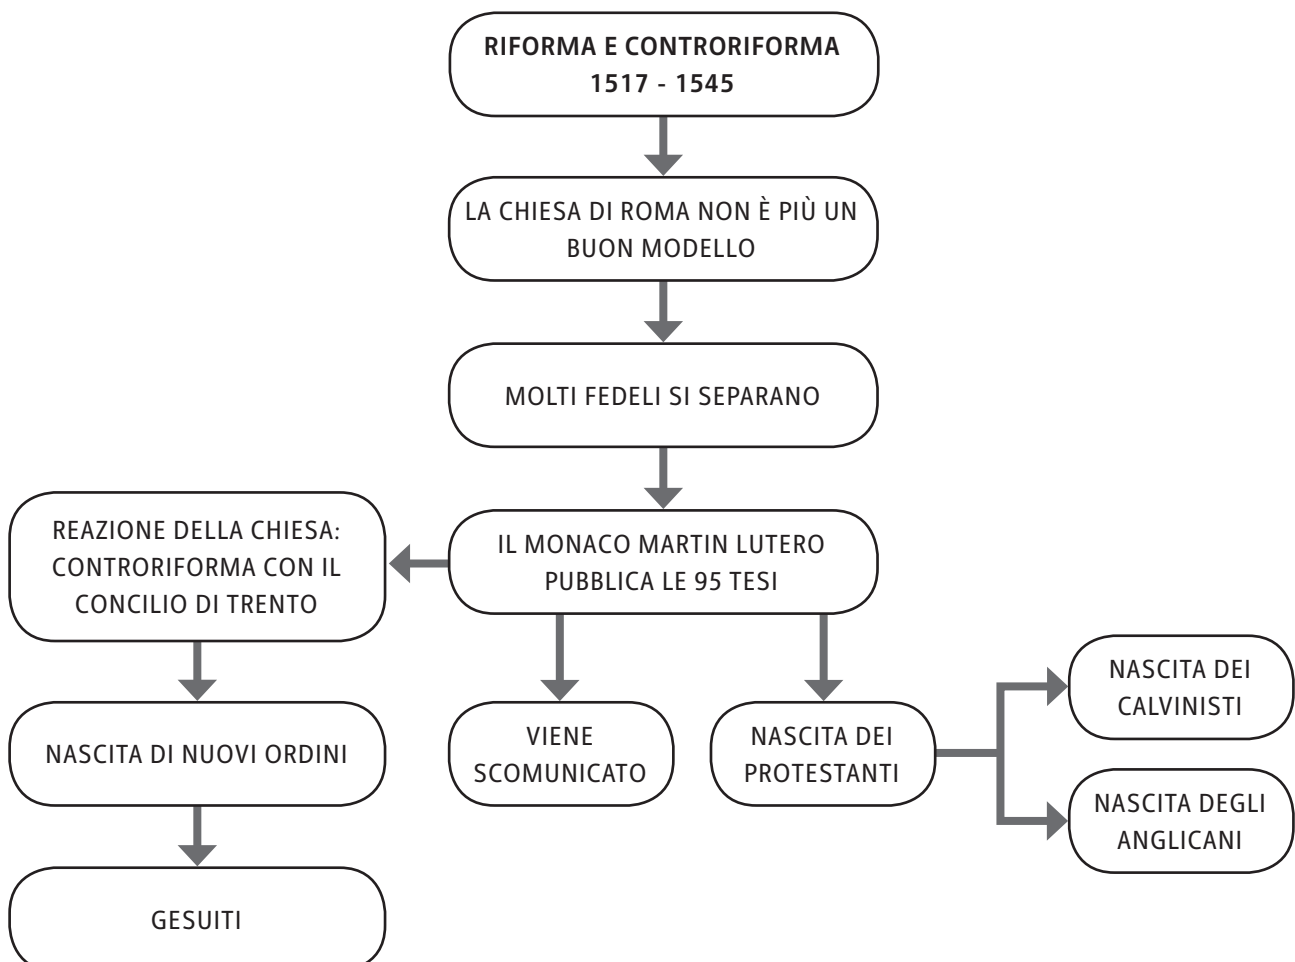 RIFORMA E CONTRORIFORMA
1517 - 1545
LA CHIESA DI ROMA NON È PIÙ UN
BUON MODELLO
MOLTI FEDELI SI SEPARANO
IL MONACO MARTIN LUTERO
PUBBLICA LE 95 TESI
REAZIONE DELLA CHIESA:
CONTRORIFORMA CON IL
CONCILIO DI TRENTO
NASCITA DI NUOVI ORDINI
GESUITI
VIENE
SCOMUNICATO
NASCITA DEI
PROTESTANTI
NASCITA DEI
CALVINISTI
NASCITA DEGLI
ANGLICANI